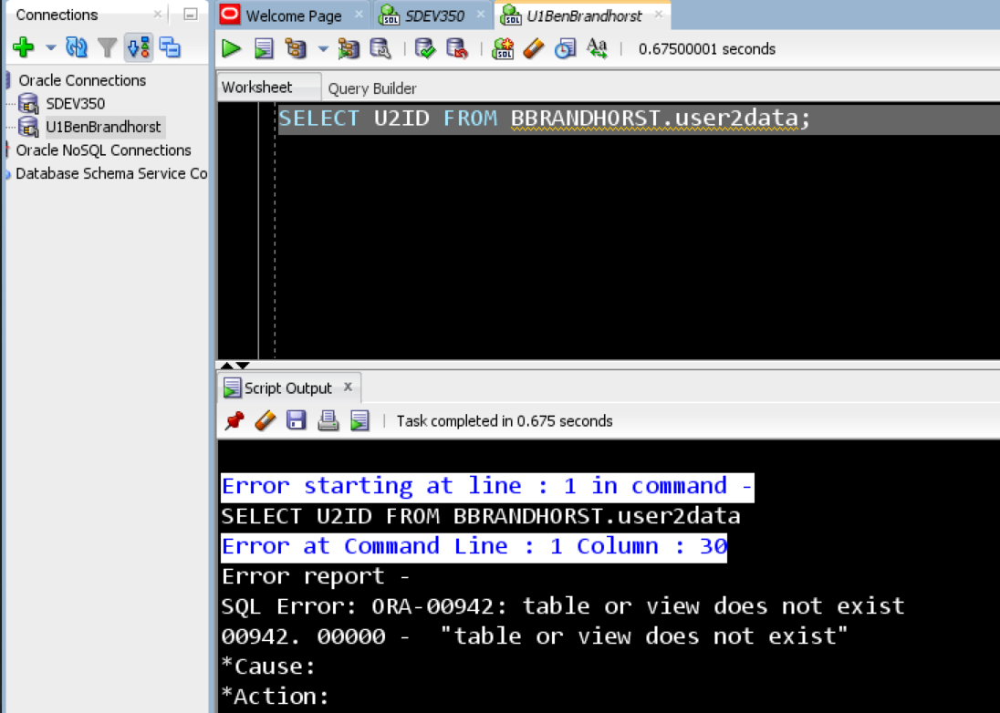 Connections
Welcome Page
SDEV350
U1BenBrandhorst
0.67500001 seconds
Oracle Connections
SDEV350
U1BenBrandhorst
Oracle NoSQL Connections
Database Schema Service Co
Worksheet
Query Builder
SELECT U2ID FROM BBRANDHORST.user2data;
Script Output
Task completed in 0.675 seconds
Error starting at line : 1 in command -
SELECT U2ID FROM BBRANDHORST.user2data
Error at Command Line : 1 Column : 30
Error report -
SQL Error: ORA-00942: table or view does not exist
00942. 00000 -  "table or view does not exist"
*Cause:
*Action: